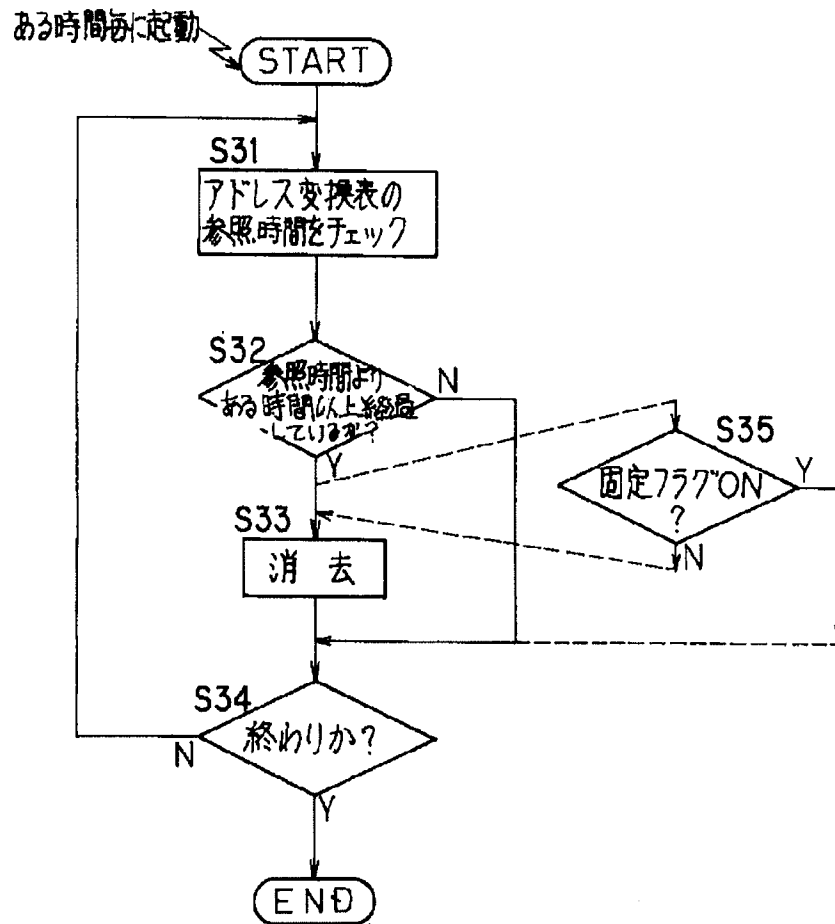 ある時間毎に起動
START
S31
アドレス変換表の
参照時間をチェック
S32
参照時間より
ある時間以上経過
しているか?
N
Y
S35
固定フラグON
?
Y
N
S33
消去
S34
終わりか?
N
Y
END